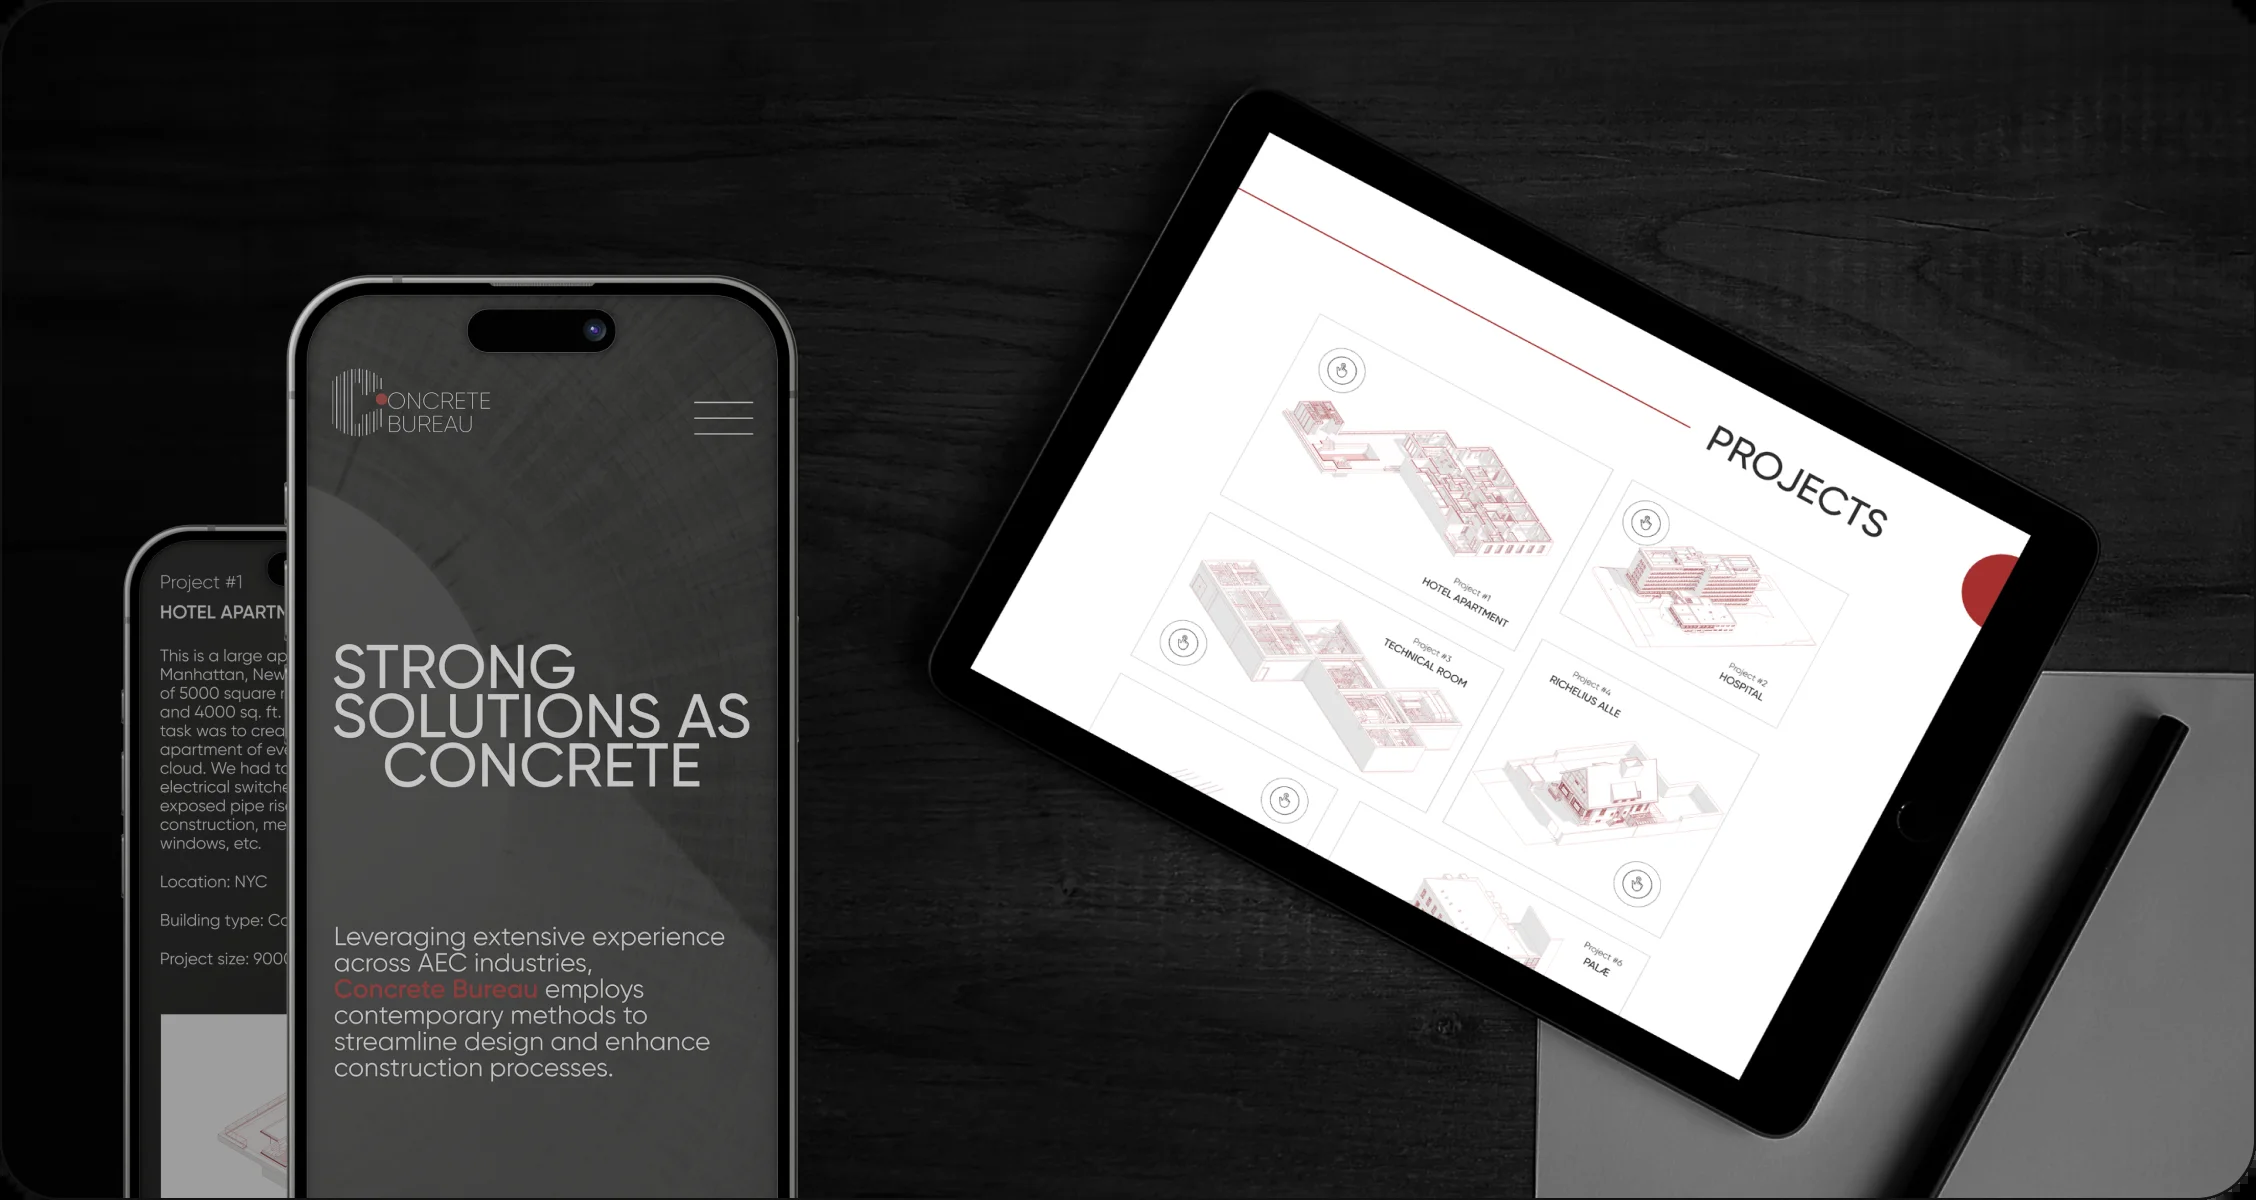 CONCRETE
BUREAU
STRONG
SOLUTIONS AS
CONCRETE
Leveraging extensive experience
across AEC industries,
Concrete Bureau employs
contemporary methods to
streamline design and enhance
construction processes.
Project #1
HOTEL APARTN
This is a large ap
Manhattan, New
of 5000 square
and 4000 sq. ft.
task was to crea
apartment of eve
cloud. We had to
electrical switche
exposed pipe ris
construction, me
windows, etc.
Location: NYC
Building type: Co
Project size: 9000
PROJECTS
Project #1
HOTEL APARTMENT
Project #2
HOSPITAL
Project #3
TECHNICAL ROOM
Project #4
RICHELIUS ALLE
Project #6
PALÆ